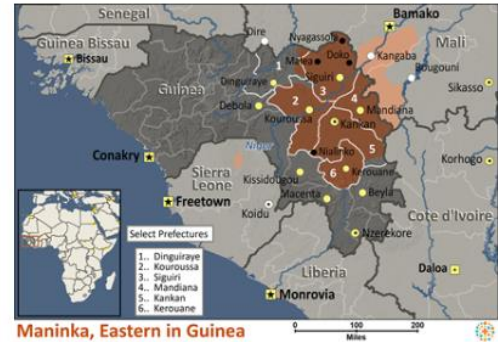 Senegal
Bamako
Nyagassola
Dire
Mali
Guinea Bissau
Malea
Doko
Kangaba
Bissau
1
Bougouni
Siguiri
Sikasso
Dinguiraye
3
Guinea
2
4
Debola
Kouroussa
Mandiana
Kankan
Niger
5
Conakry
Nialinko
Korhogo
6
Kerouane
Sierra
Leone
Kissidougou
Macenta
Beyla
Freetown
Koidu
Cote d'Ivoire
Select Prefectures
1.. Dinguiraye
2.. Kouroussa
3.. Siguiri
4.. Mandiana
5.. Kankan
6.. Kerouane
Nzerekore
Liberia
Daloa
Monrovia
Maninka, Eastern in Guinea
0 100 200
Miles